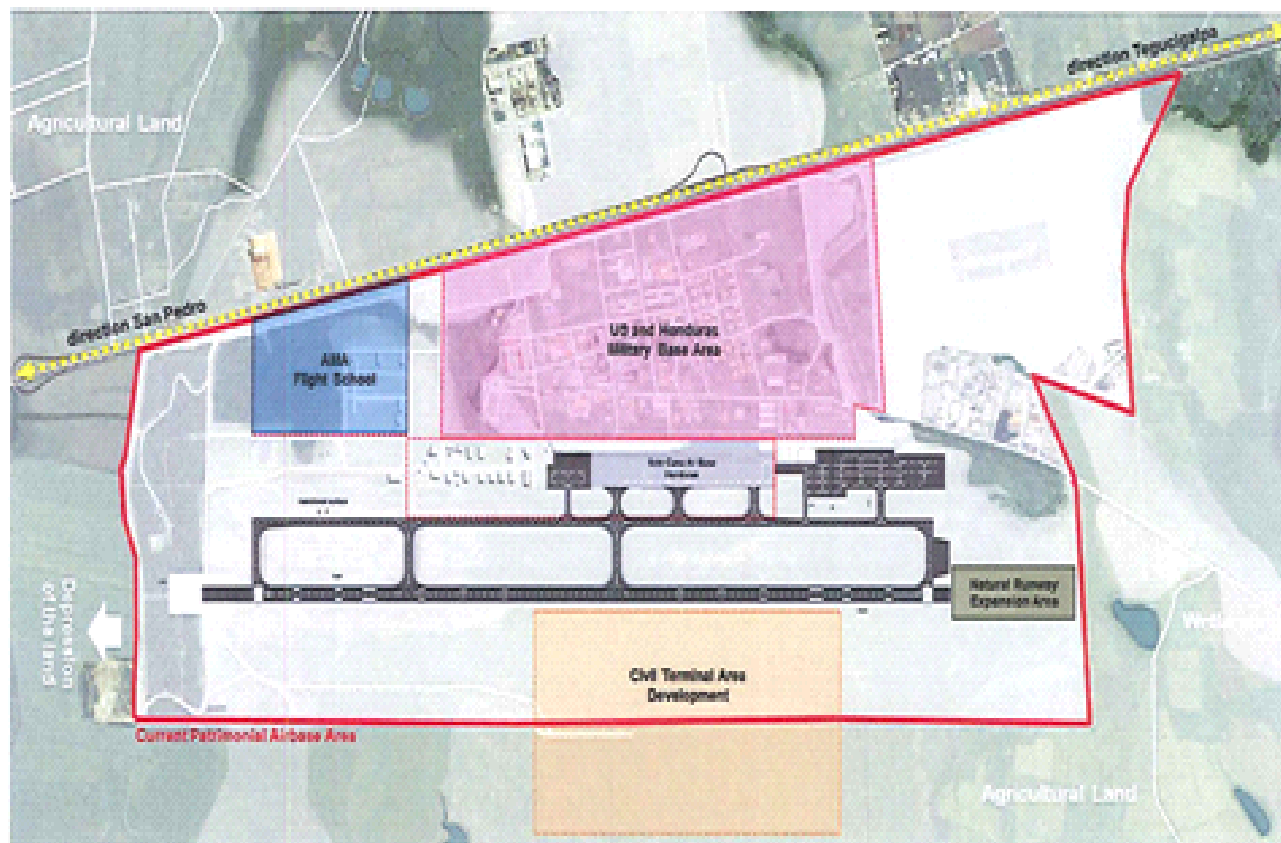 direction Tegucigalpa
Agricultural Land
direction San Pedro
US and Honduras
Military Base Area
AMA
Flight School
Natural Runway
Expansion Area
Depression
of the land
Civil Terminal Area
Development
Current Patrimonial Airbase Area
Agricultural Land